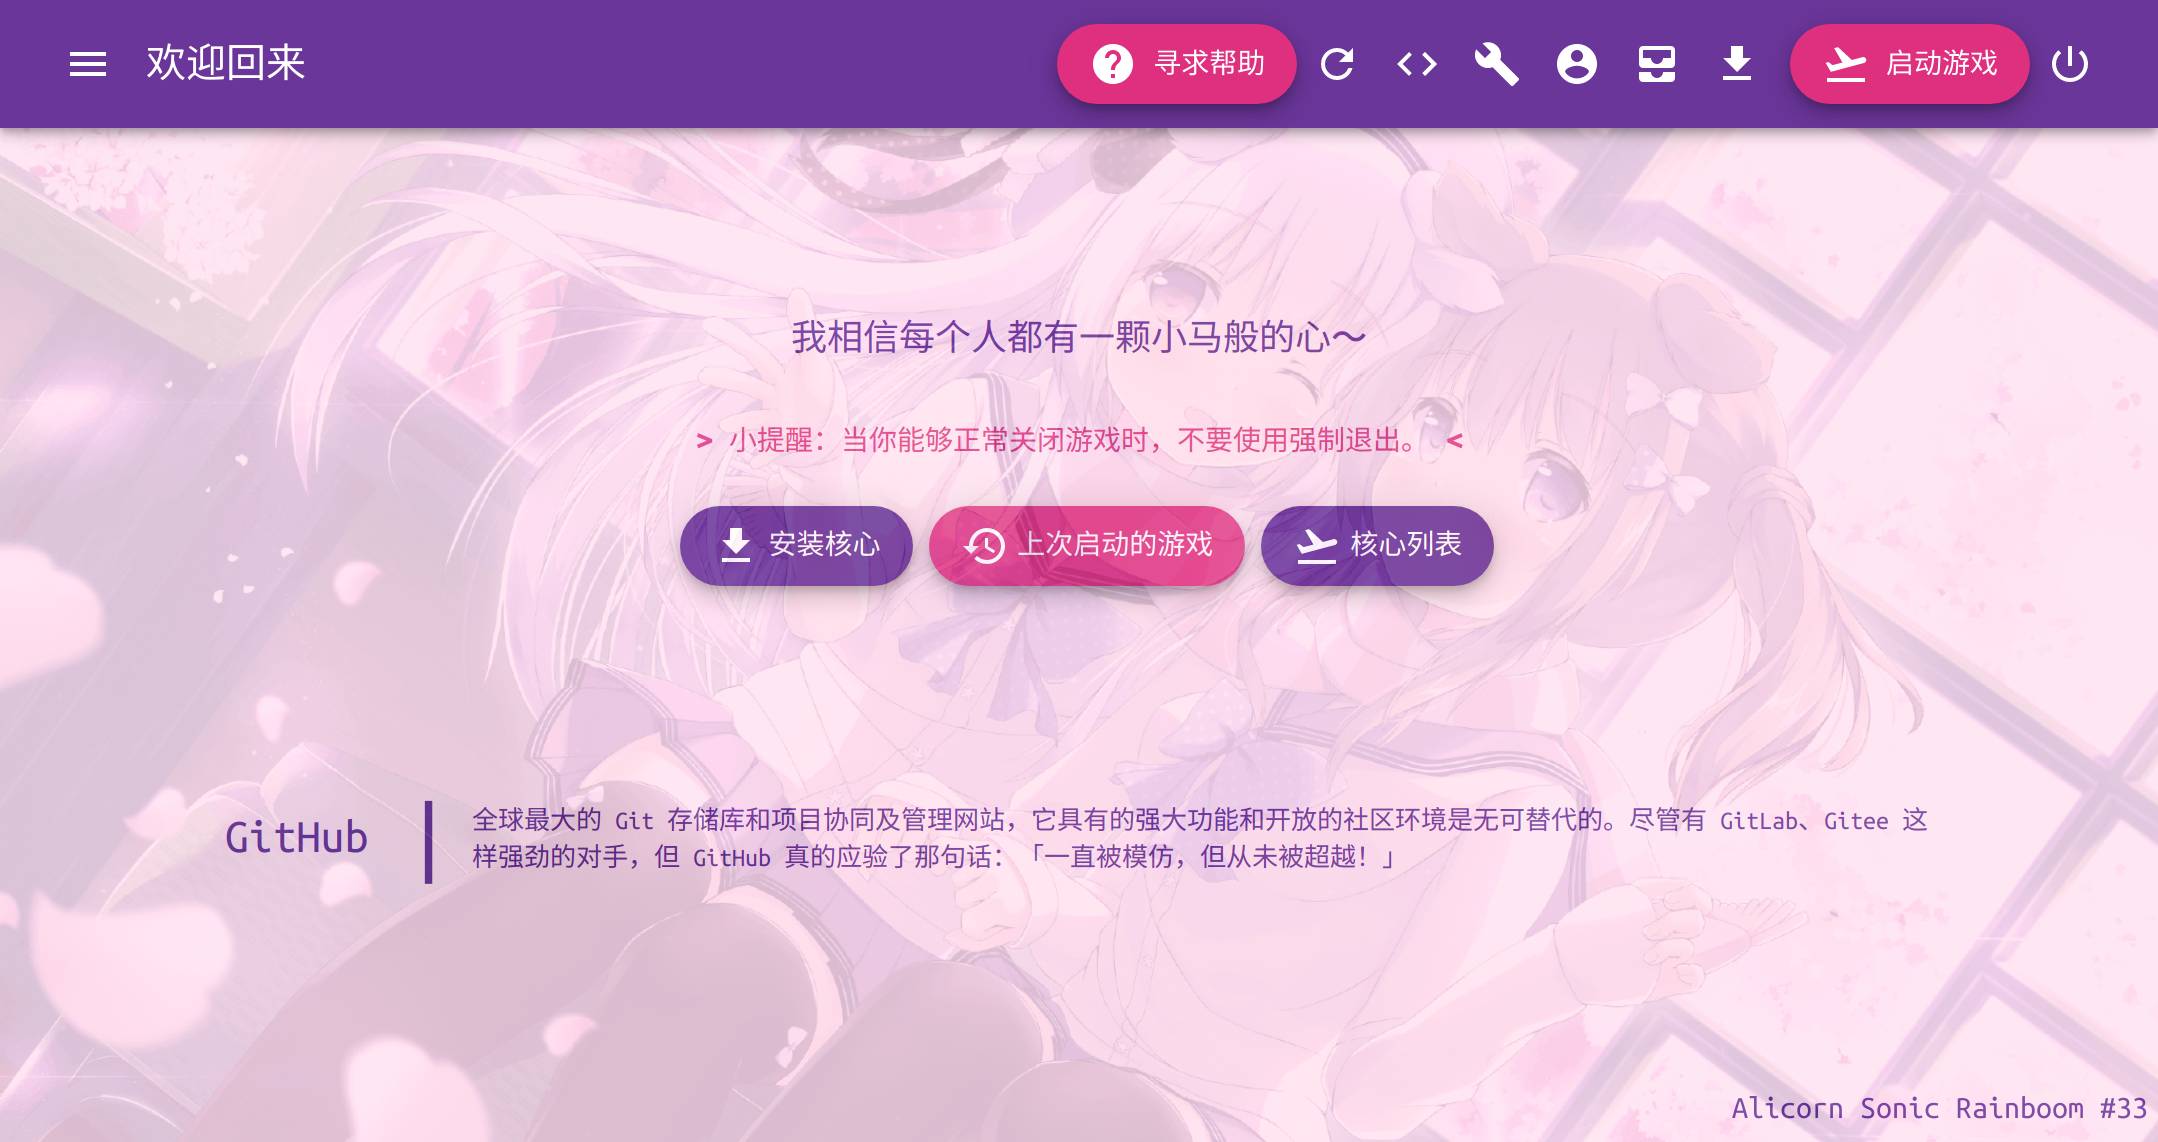 欢迎回来
寻求帮助
启动游戏
我相信每个人都有一颗小马般的心～
> 小提醒：当你能够正常关闭游戏时，不要使用强制退出。 <
安装核心
上次启动的游戏
核心列表
GitHub
全球最大的 Git 存储库和项目协同及管理网站，它具有的强大功能和开放的社区环境是无可替代的。尽管有 GitLab、Gitee 这
样强劲的对手，但 GitHub 真的应验了那句话：「一直被模仿，但从未被超越！」
Alicorn Sonic Rainboom #33